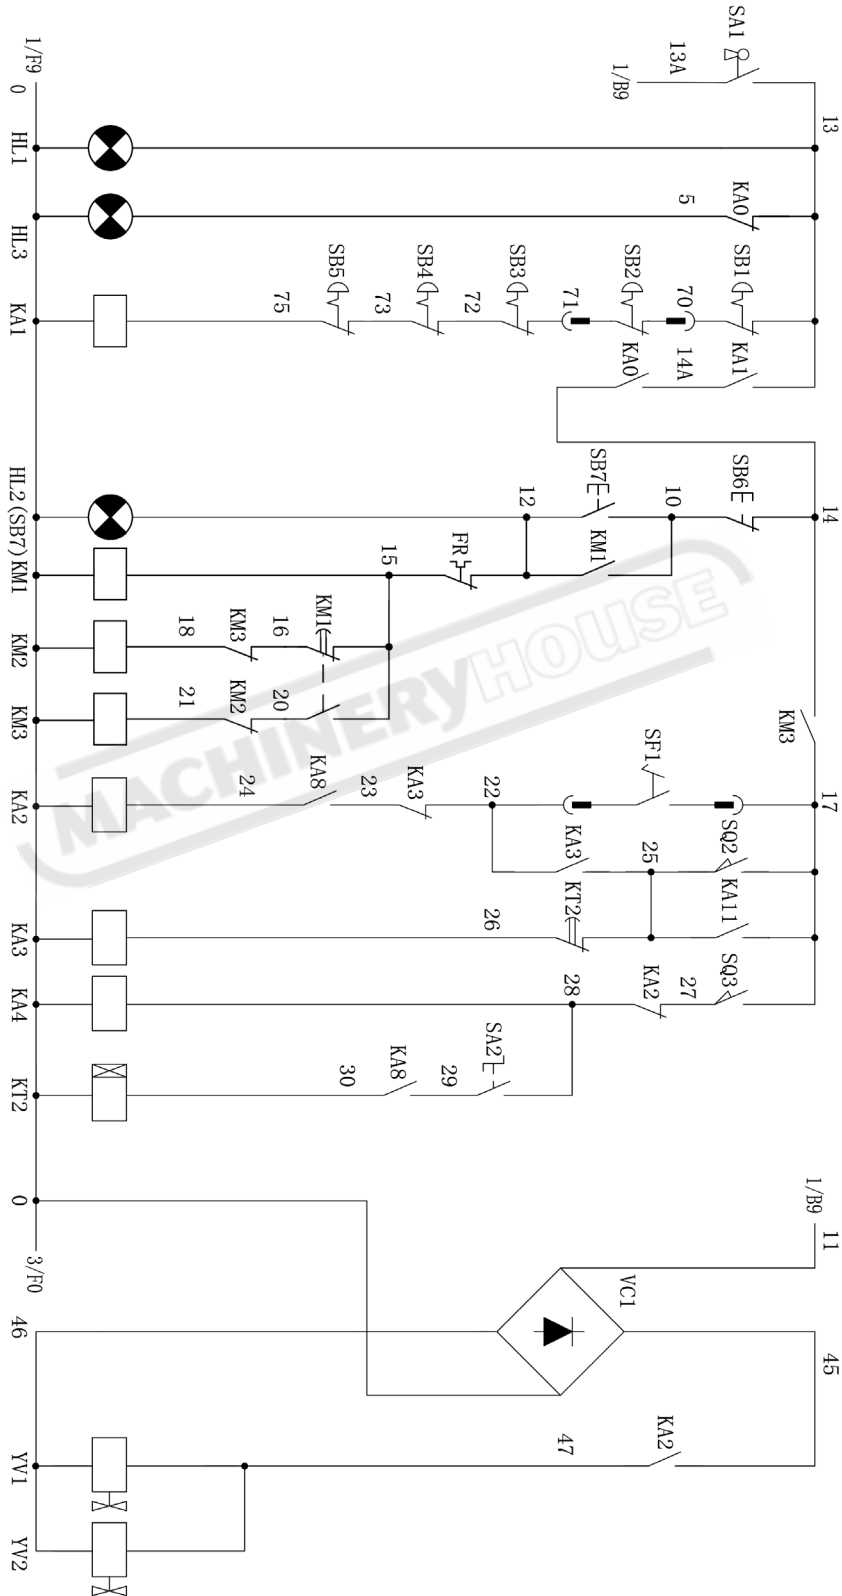 SA1
13A
1/B9
13
1/F9
0
HL1
KA0
5
HL3
SB1
70
SB2
71
SB3
72
SB4
73
SB5
75
KA1
KA1
14A
KA0
14
SB6
10
SB7
12
HL2(SB7)
KM1
FR
15
KM1
KM1
16
KM3
18
KM2
20
KM2
21
KM3
KM3
17
SF1
22
KA3
23
KA8
24
KA2
SQ2
25
KA3
KA11
KT2
26
KA3
SQ3
27
KA2
28
KA4
SA2
29
KA8
30
KT2
0
3/F0
1/B9
11
VC1
45
46
KA2
47
YV1
YV2
MACHINERYHOUSE